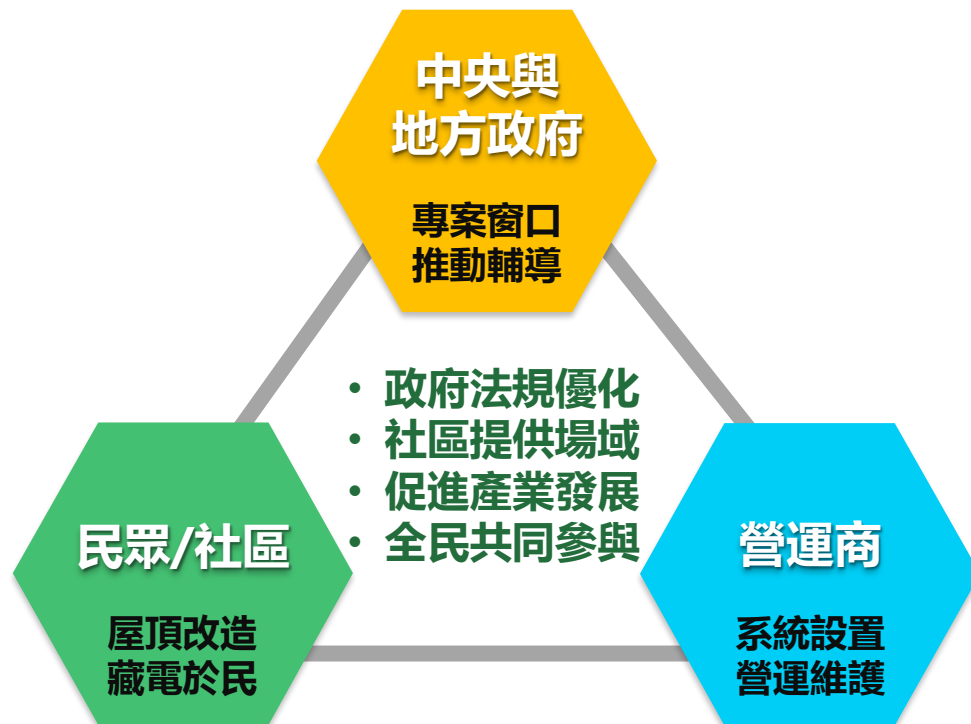 中央與
地方政府
專案窗口
推動輔導
• 政府法規優化
• 社區提供場域
• 促進產業發展
• 全民共同參與
民眾/社區
屋頂改造
藏電於民
營運商
系統設置
營運維護